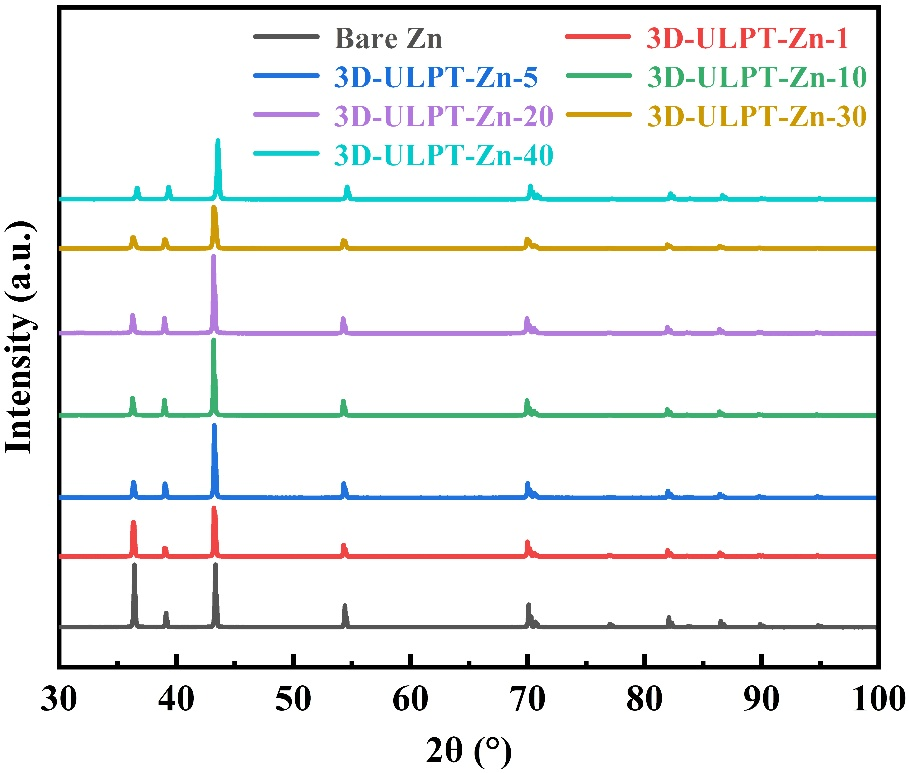 Bare Zn 3D-ULPT-Zn-1
3D-ULPT-Zn-5 3D-ULPT-Zn-10
3D-ULPT-Zn-20 3D-ULPT-Zn-30
3D-ULPT-Zn-40
Intensity (a.u.)
30 40 50 60 70 80 90 100
2θ (°)